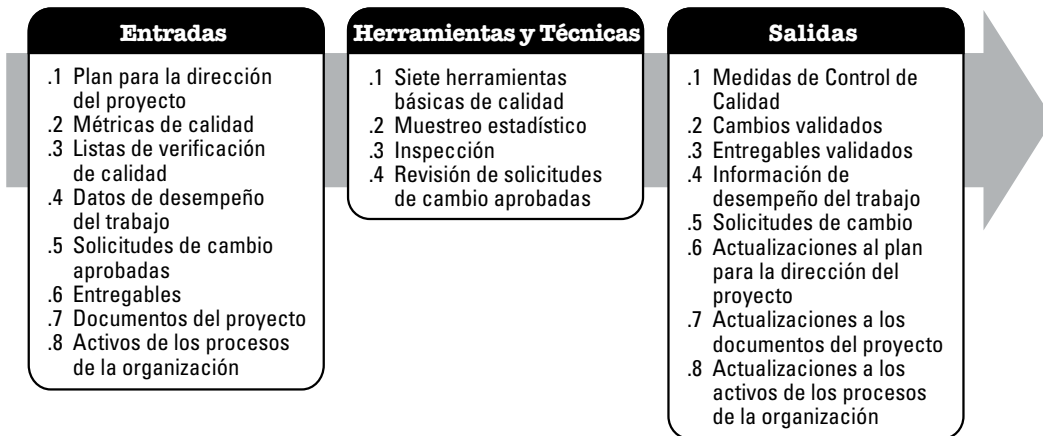 Entradas
.1 Plan para la dirección
del proyecto
.2 Métricas de calidad
.3 Listas de verificación
de calidad
.4 Datos de desempeño
del trabajo
.5 Solicitudes de cambio
aprobadas
.6 Entregables
.7 Documentos del proyecto
.8 Activos de los procesos
de la organización
Herramientas y Técnicas
.1 Siete herramientas
básicas de calidad
.2 Muestreo estadístico
.3 Inspección
.4 Revisión de solicitudes
de cambio aprobadas
Salidas
.1 Medidas de Control de
Calidad
.2 Cambios validados
.3 Entregables validados
.4 Información de
desempeño del trabajo
.5 Solicitudes de cambio
.6 Actualizaciones al plan
para la dirección del
proyecto
.7 Actualizaciones a los
documentos del proyecto
.8 Actualizaciones a los
activos de los procesos
de la organización